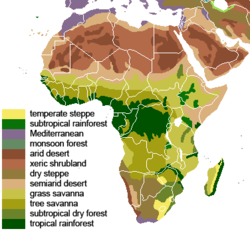 temperate steppe
subtropical rainforest
Mediterranean
monsoon forest
arid desert
xeric shrubland
dry steppe
semiarid desert
grass savanna
tree savanna
subtropical dry forest
tropical rainforest